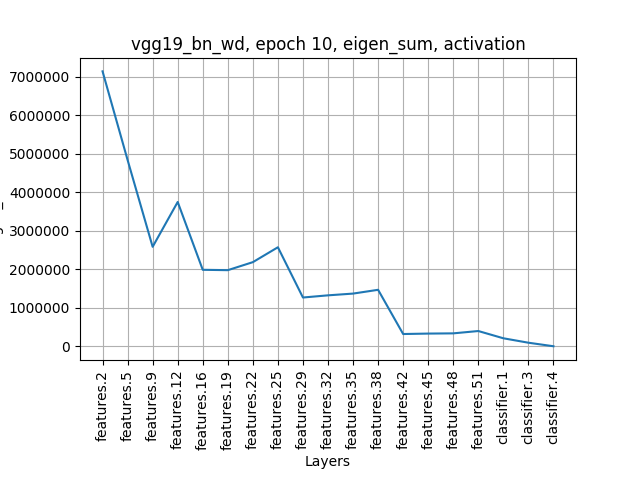 vgg19_bn_wd, epoch 10, eigen_sum, activation
7000000
6000000
5000000
4000000
3000000
2000000
1000000
0
features.2
features.5
features.9
features.12
features.16
features.19
features.22
features.25
features.29
features.32
features.35
features.38
features.42
features.45
features.48
features.51
classifier.1
classifier.3
classifier.4
Layers